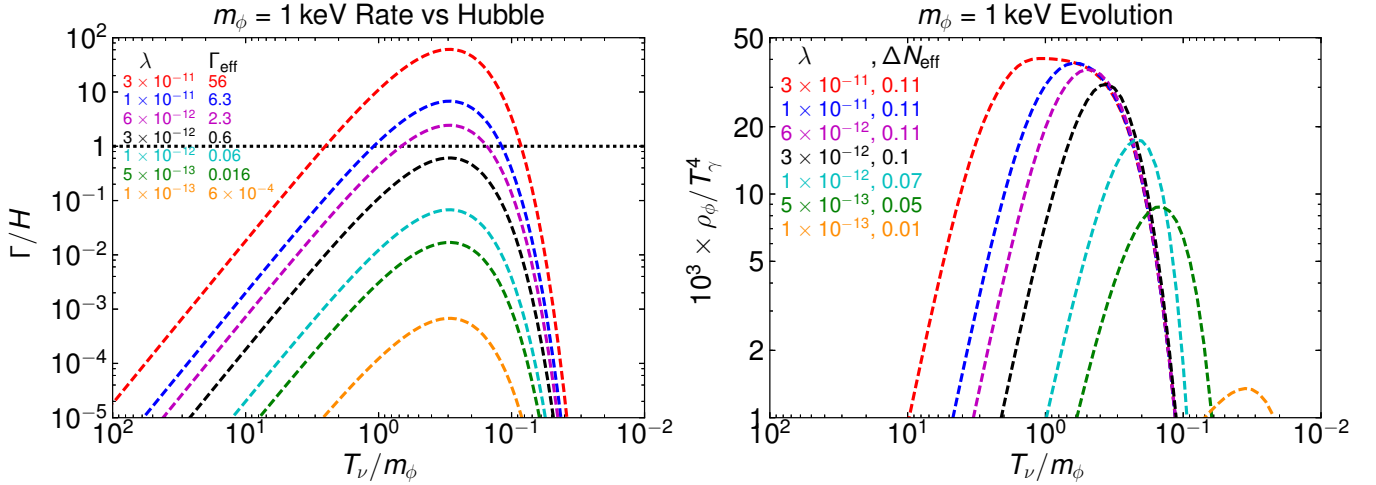 m_ϕ = 1 keV Rate vs Hubble
λ Γ_eff
3 × 10^−11 56
1 × 10^−11 6.3
6 × 10^−12 2.3
3 × 10^−12 0.6
1 × 10^−12 0.06
5 × 10^−13 0.016
1 × 10^−13 6 × 10^−4
Γ/H
10^2
10
1
10^−1
10^−2
10^−3
10^−4
10^−5
10^2 10^1 10^0 10^−1 10^−2
T_ν/m_ϕ
m_ϕ = 1 keV Evolution
λ , ΔN_eff
3 × 10^−11, 0.11
1 × 10^−11, 0.11
6 × 10^−12, 0.11
3 × 10^−12, 0.1
1 × 10^−12, 0.07
5 × 10^−13, 0.05
1 × 10^−13, 0.01
10^3 × ρ_ϕ/T_γ^4
50
20
10
5
2
1
10^2 10^1 10^0 10^−1 10^−2
T_ν/m_ϕ